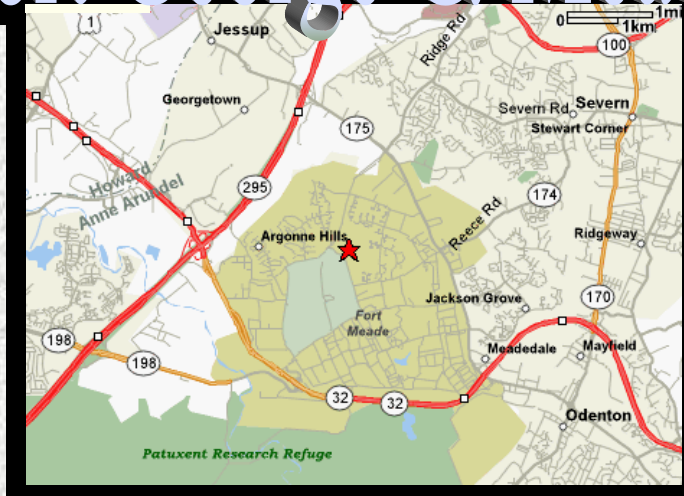 1
Jessup
Ridge Rd
0
1mi
1km
100
Georgetown
Severn Rd
Severn
Stewart Corner
175
Howard
Anne Arundel
295
174
Reece Rd
Argonne Hills
Ridgeway
Jackson Grove
170
Fort
Meade
198
198
Meadedale
Mayfield
32
32
Odenton
Patuxent Research Refuge